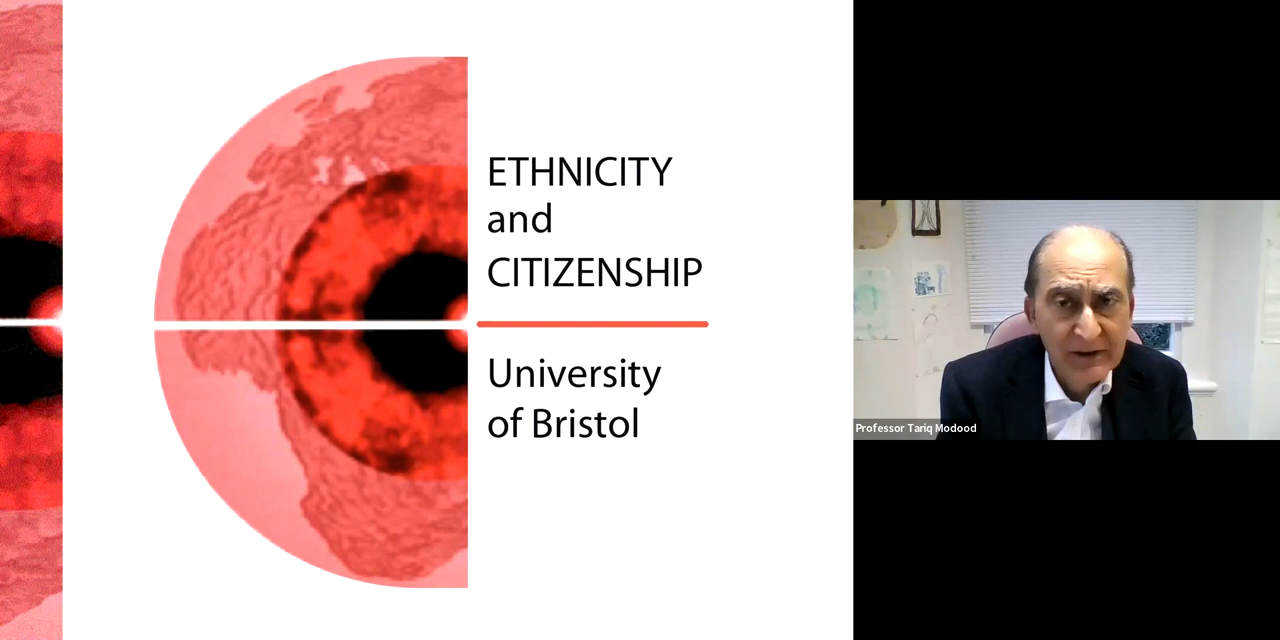 ETHNICITY
and
CITIZENSHIP
University
of Bristol
Professor Tariq Modood